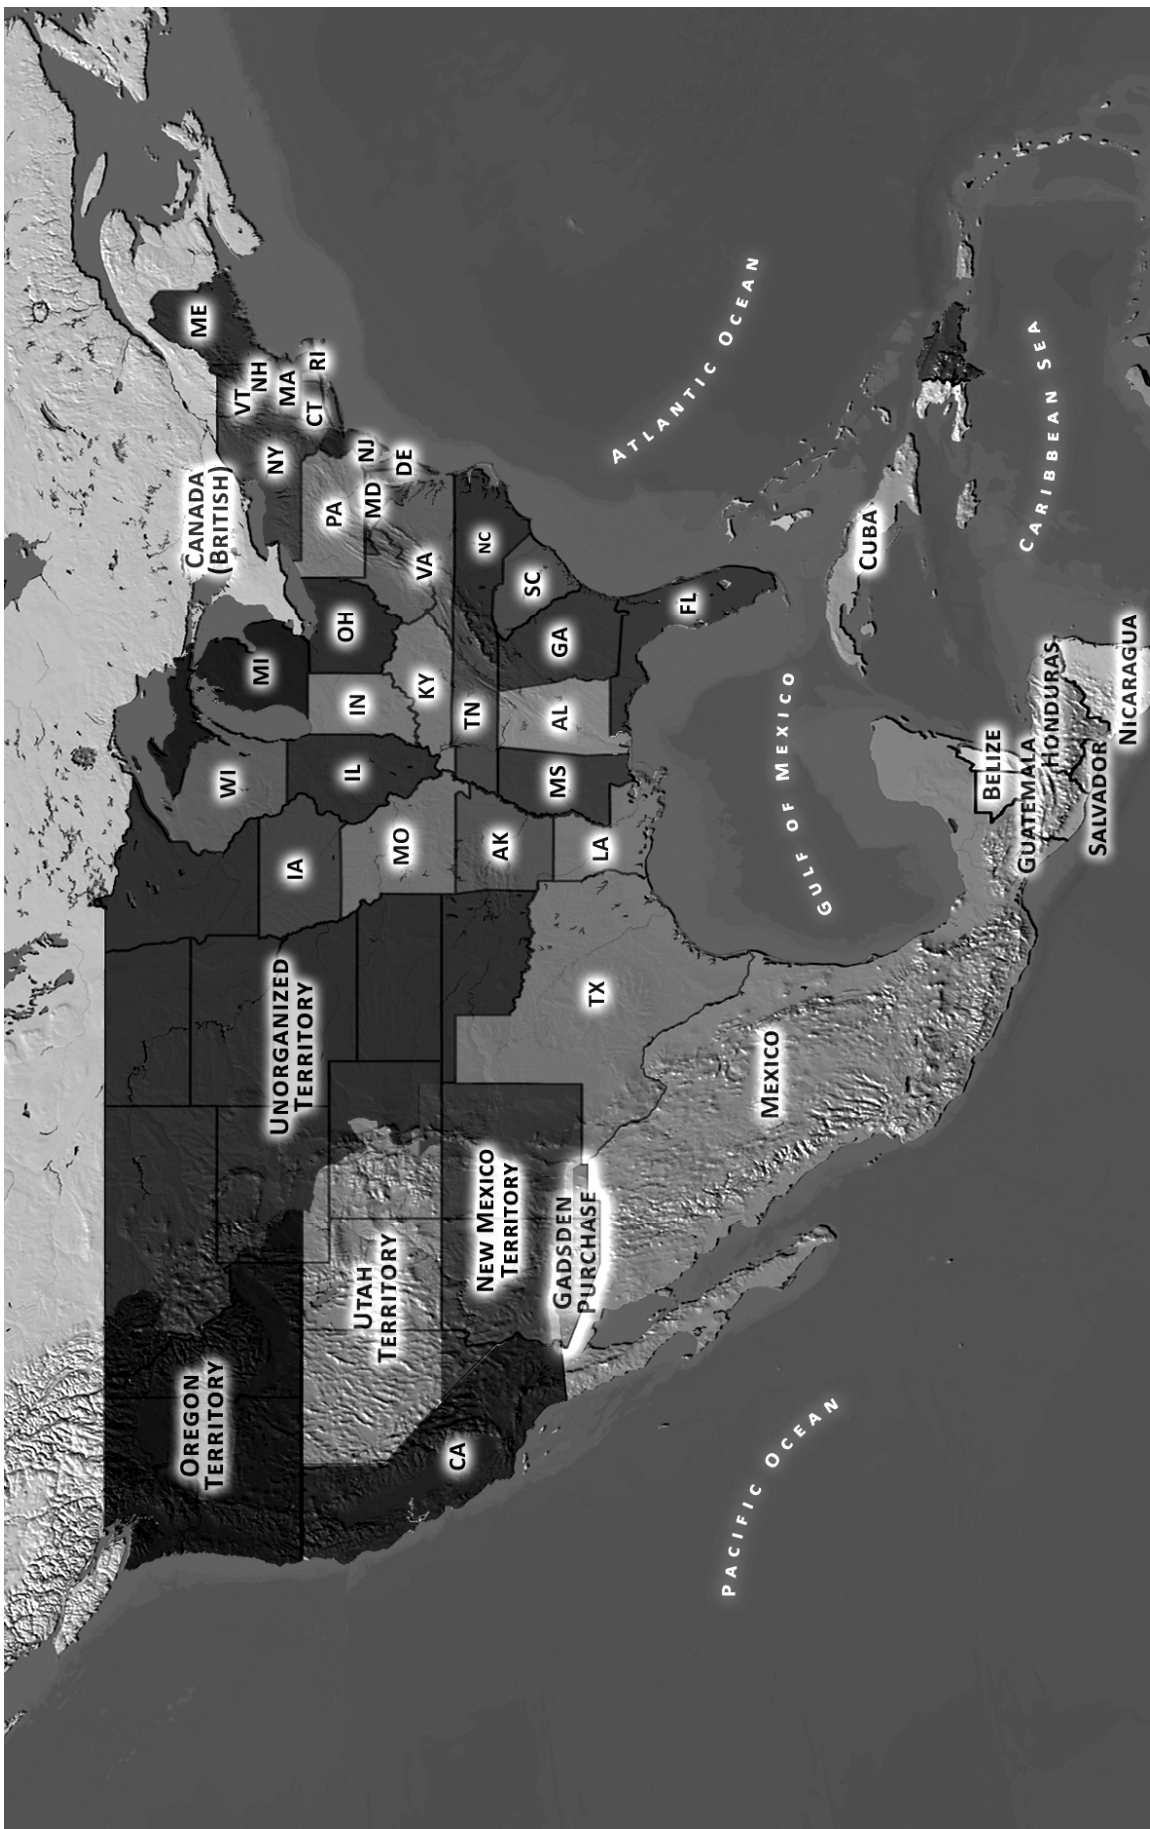 CANADA
(BRITISH)
ME
VT
NH
MA
RI
CT
NY
NJ
PA
MD
DE
VA
NC
SC
GA
FL
OH
MI
IN
KY
TN
AL
WI
IL
MS
IA
MO
AK
LA
UNORGANIZED
TERRITORY
TX
OREGON
TERRITORY
UTAH
TERRITORY
NEW MEXICO
TERRITORY
GADSDEN
PURCHASE
CA
MEXICO
CUBA
BELIZE
GUATEMALA
HONDURAS
SALVADOR
NICARAGUA
ATLANTIC OCEAN
GULF OF MEXICO
CARIBBEAN SEA
PACIFIC OCEAN